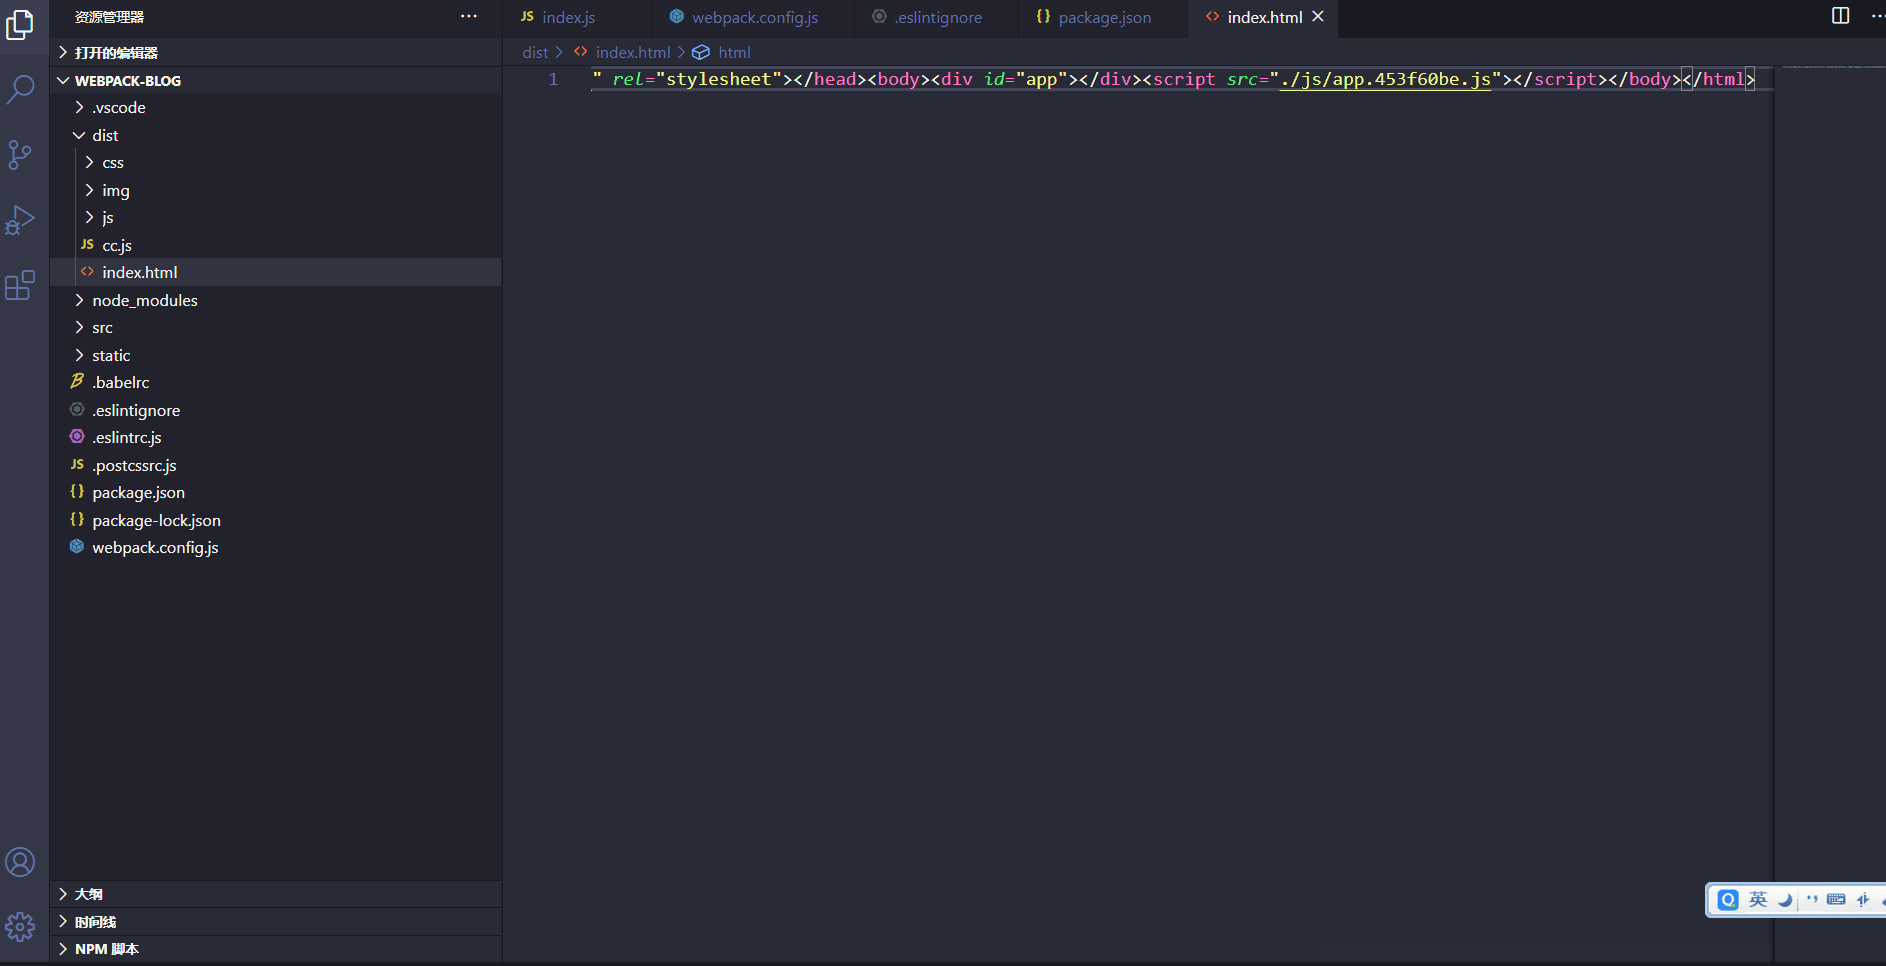 资源管理器
打开的编辑器
WEBPACK-BLOG
.vscode
dist
css
img
js
JS cc.js
index.html
node_modules
src
static
.babelrc
.eslintignore
.eslintrc.js
JS .postcssrc.js
{} package.json
{} package-lock.json
webpack.config.js
大纲
时间线
NPM 脚本
JS index.js
webpack.config.js
.eslintignore
{} package.json
<> index.html
dist > <> index.html > html
1 " rel="stylesheet"></head><body><div id="app"></div><script src="./js/app.453f60be.js"></script></body></html>
英